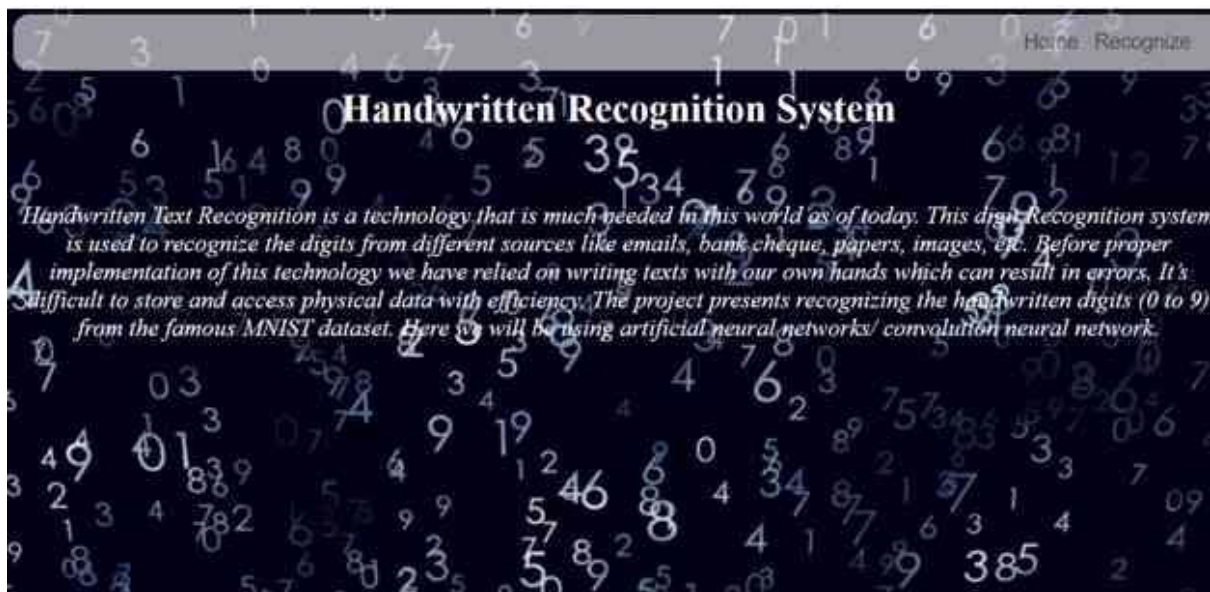 Home Recognize
Handwritten Recognition System
Handwritten Text Recognition is a technology that is much needed in this world as of today. This digit Recognition system
is used to recognize the digits from different sources like emails, bank cheque, papers, images, etc. Before proper
implementation of this technology we have relied on writing texts with our own hands which can result in errors, It's
difficult to store and access physical data with efficiency. The project presents recognizing the handwritten digits (0 to 9)
from the famous MNIST dataset. Here we will be using artificial neural networks/ convolution neural network.